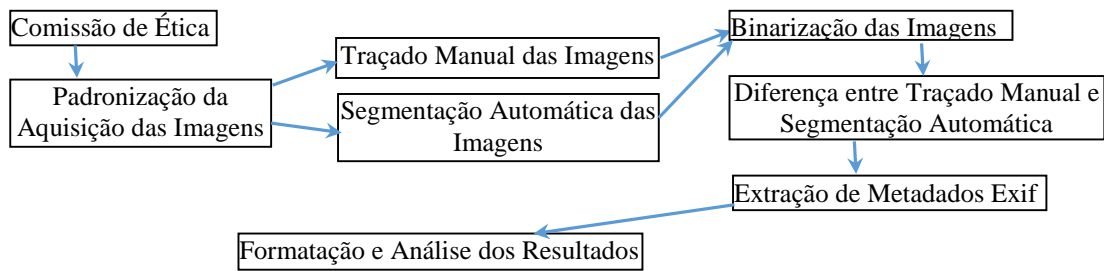 Comissão de Ética
Padronização da
Aquisição das Imagens
Traçado Manual das Imagens
Segmentação Automática das
Imagens
Binarização das Imagens
Diferença entre Traçado Manual e
Segmentação Automática
Extração de Metadados Exif
Formatação e Análise dos Resultados